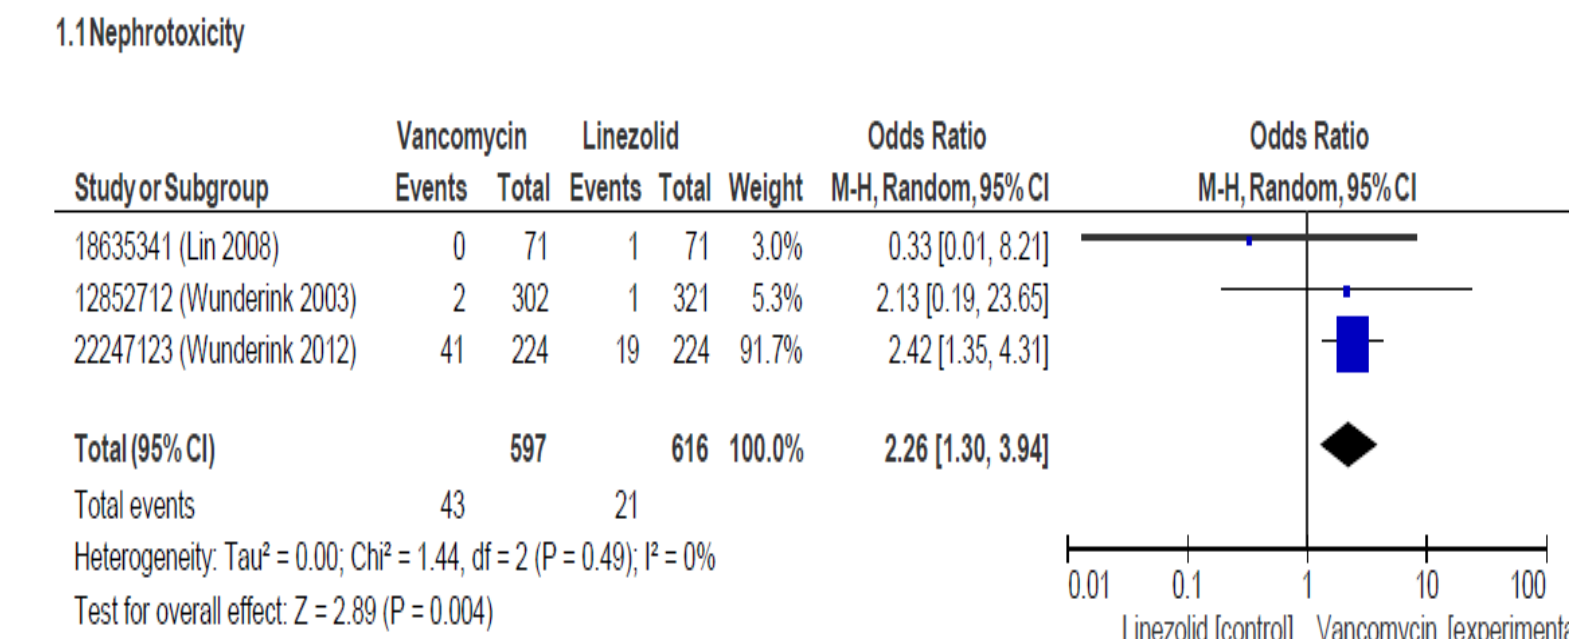 1.1Nephrotoxicity
Vancomycin Linezolid Odds Ratio Odds Ratio
Study or Subgroup Events Total Events Total Weight M-H, Random, 95% CI M-H, Random, 95% CI
18635341 (Lin 2008) 0 71 1 71 3.0% 0.33 [0.01, 8.21]
12852712 (Wunderink 2003) 2 302 1 321 5.3% 2.13 [0.19, 23.65]
22247123 (Wunderink 2012) 41 224 19 224 91.7% 2.42 [1.35, 4.31]
Total (95% CI) 597 616 100.0% 2.26 [1.30, 3.94]
Total events 43 21
Heterogeneity: Tau² = 0.00; Chi² = 1.44, df = 2 (P = 0.49); I² = 0%
Test for overall effect: Z = 2.89 (P = 0.004)
0.01 0.1 1 10 100
Linezolid [control] Vancomycin [experimenta